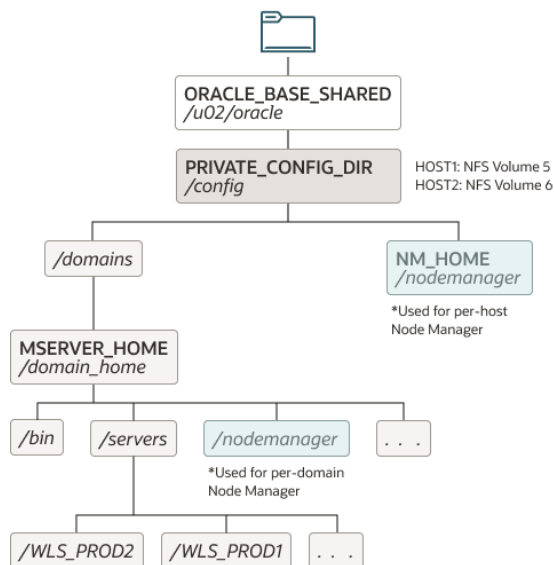 ORACLE_BASE_SHARED
/u02/oracle
PRIVATE_CONFIG_DIR
/config
HOST1: NFS Volume 5
HOST2: NFS Volume 6
/domains
NM_HOME
/nodemanager
*Used for per-host
Node Manager
MSERVER_HOME
/domain_home
/bin
/servers
/nodemanager
. . .
*Used for per-domain
Node Manager
/WLS_PROD2
/WLS_PROD1
. . .